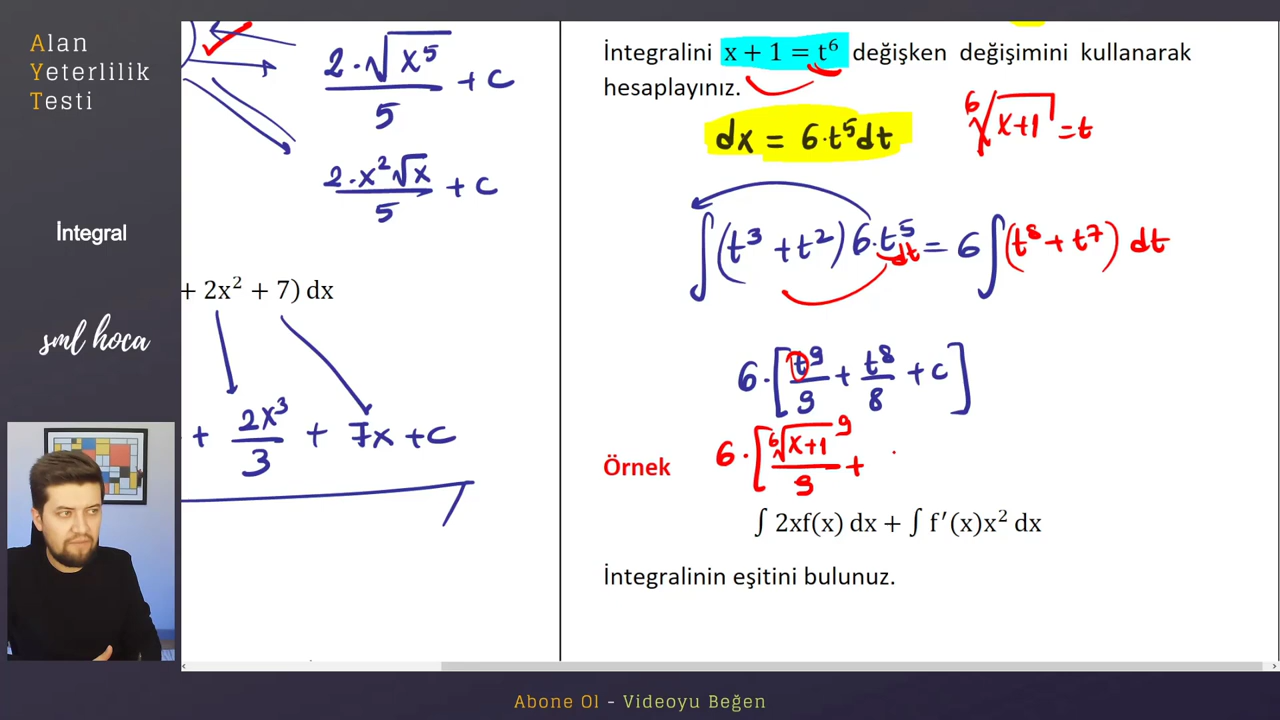 Alan
Yeterlilik
Testi
İntegral
sml hoca
2·√x⁵/5 + c
2·x²√x/5 + c
+ 2x² + 7) dx
+ 2x³/3 + 7x + c
İntegralini x + 1 = t⁶ değişken değişimini kullanarak
hesaplayınız.
⁶√x+1 = t
dx = 6·t⁵dt
∫(t³ + t²) 6·t⁵ dt = 6∫(t⁸ + t⁷) dt
6·[t⁹/9 + t⁸/8 + c]
6·[⁶√x+1⁹/9 +
Örnek
∫ 2xf(x) dx + ∫ f′(x)x² dx
İntegralinin eşitini bulunuz.
Abone Ol - Videoyu Beğen